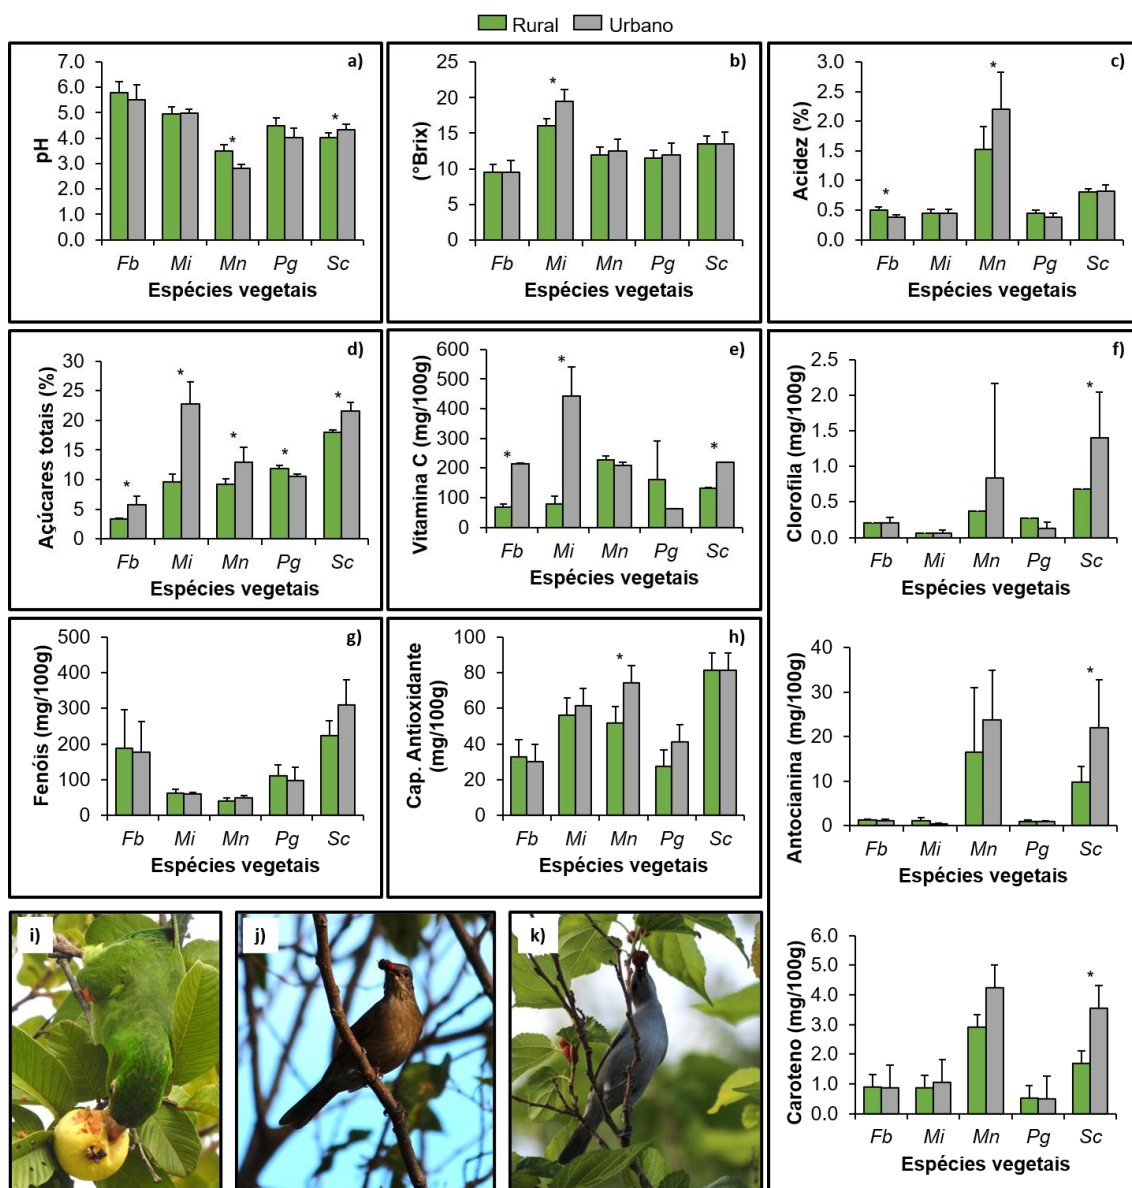 Rural Urbano
a)
7.0
6.0
5.0
4.0
3.0
2.0
1.0
0.0
pH
*
*
Fb Mi Mn Pg Sc
Espécies vegetais
b)
25
20
15
10
5
0
(°Brix)
*
Fb Mi Mn Pg Sc
Espécies vegetais
c)
3.0
2.5
2.0
1.5
1.0
0.5
0.0
Acidez (%)
*
*
Fb Mi Mn Pg Sc
Espécies vegetais
d)
30
25
20
15
10
5
0
Açúcares totais (%)
*
*
*
*
*
Fb Mi Mn Pg Sc
Espécies vegetais
e)
600
500
400
300
200
100
0
Vitamina C (mg/100g)
*
*
*
Fb Mi Mn Pg Sc
Espécies vegetais
f)
2.5
2.0
1.5
1.0
0.5
0.0
Clorofila (mg/100g)
*
Fb Mi Mn Pg Sc
Espécies vegetais
g)
500
400
300
200
100
0
Fenóis (mg/100g)
Fb Mi Mn Pg Sc
Espécies vegetais
h)
100
80
60
40
20
0
Cap. Antioxidante
(mg/100g)
*
Fb Mi Mn Pg Sc
Espécies vegetais
40
30
20
10
0
Antocianina (mg/100g)
*
Fb Mi Mn Pg Sc
Espécies vegetais
i)
j)
k)
6.0
5.0
4.0
3.0
2.0
1.0
0.0
Caroteno (mg/100g)
*
Fb Mi Mn Pg Sc
Espécies vegetais